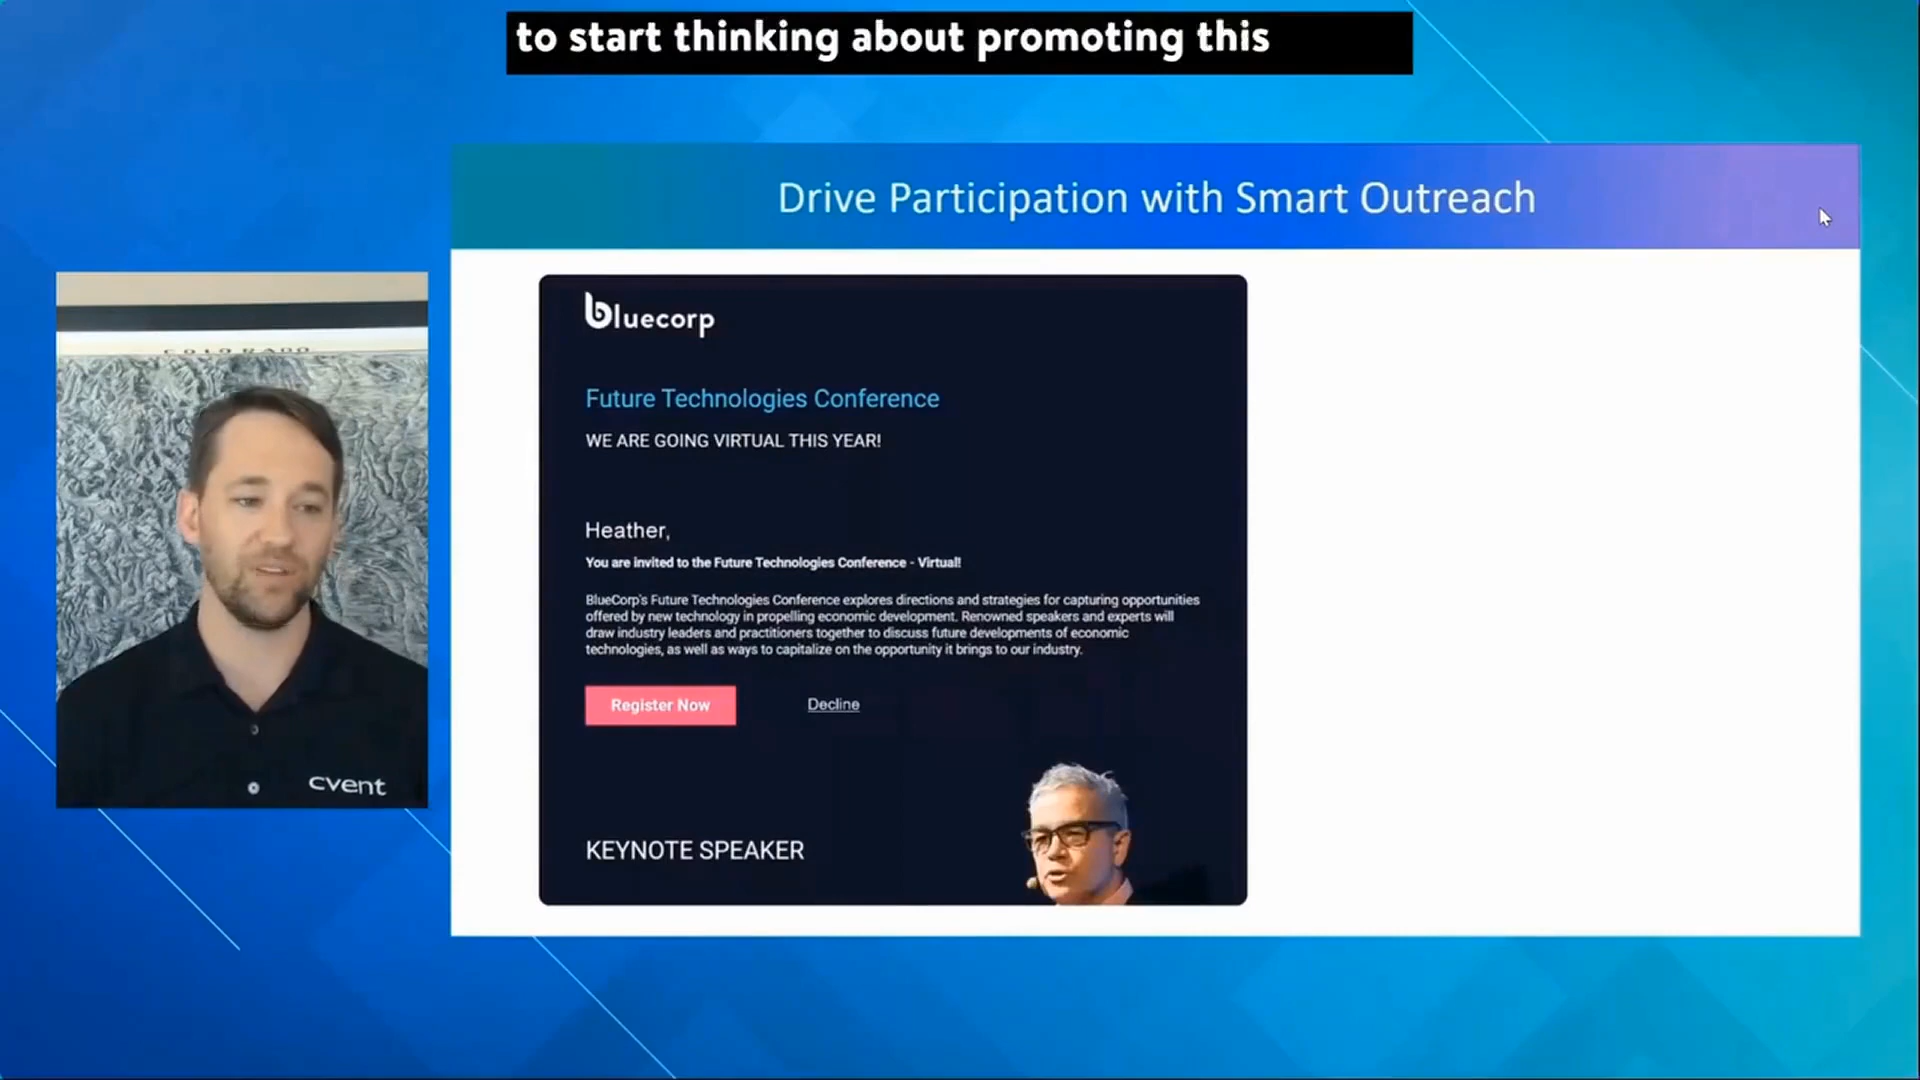 to start thinking about promoting this
Drive Participation with Smart Outreach
bluecorp
COLORADO
Future Technologies Conference
WE ARE GOING VIRTUAL THIS YEAR!
Heather,
You are invited to the Future Technologies Conference - Virtual!
BlueCorp's Future Technologies Conference explores directions and strategies for capturing opportunities
offered by new technology in propelling economic development. Renowned speakers and experts will
draw industry leaders and practitioners together to discuss future developments of economic
technologies, as well as ways to capitalize on the opportunity it brings to our industry.
Register Now
Decline
cvent
KEYNOTE SPEAKER